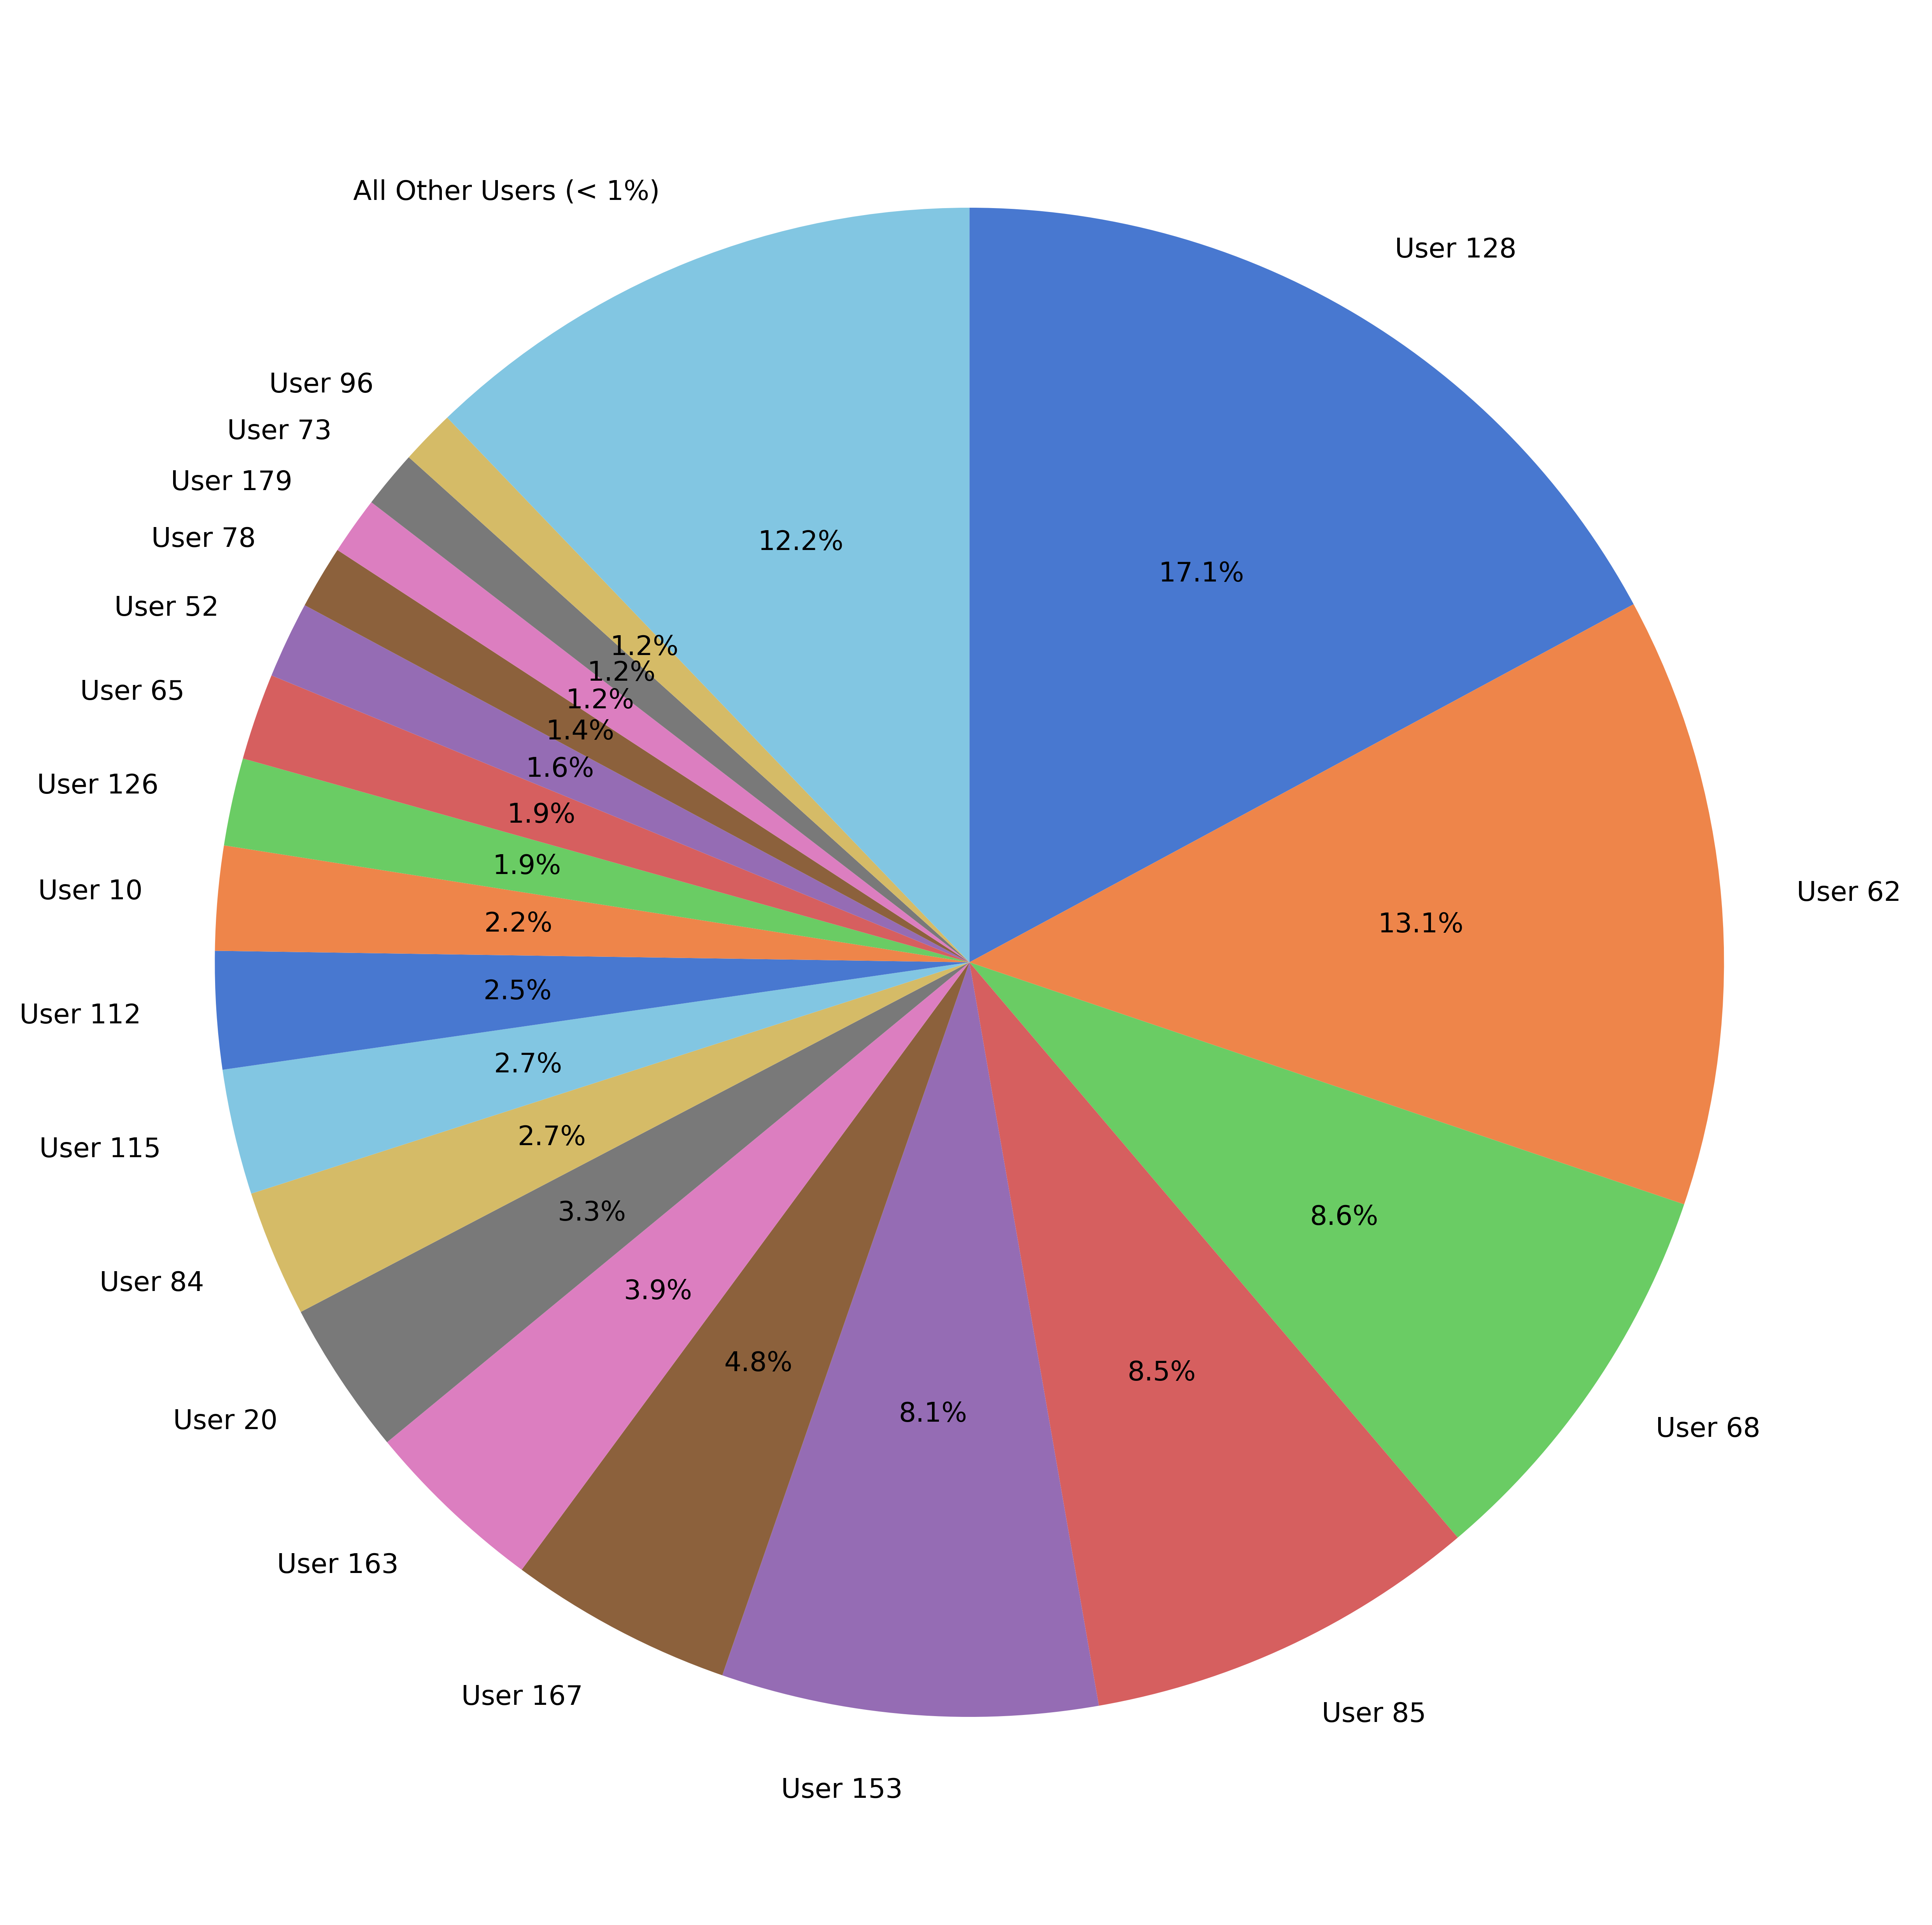 All Other Users (< 1%)
User 128
User 96
User 73
User 179
User 78
12.2%
17.1%
User 52
1.2%
1.2%
User 65
1.2%
1.4%
1.6%
User 126
1.9%
1.9%
User 10
User 62
2.2%
13.1%
2.5%
User 112
2.7%
User 115
2.7%
3.3%
8.6%
User 84
3.9%
4.8%
8.5%
8.1%
User 20
User 68
User 163
User 167
User 85
User 153